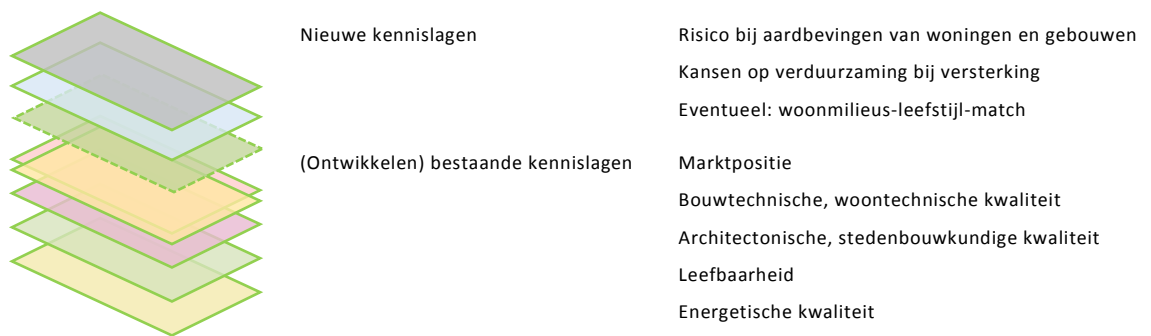 Nieuwe kennislagen Risico bij aardbevingen van woningen en gebouwen
Kansen op verduurzaming bij versterking
Eventueel: woonmilieus-leefstijl-match
(Ontwikkelen) bestaande kennislagen Marktpositie
Bouwtechnische, woontechnische kwaliteit
Architectonische, stedenbouwkundige kwaliteit
Leefbaarheid
Energetische kwaliteit